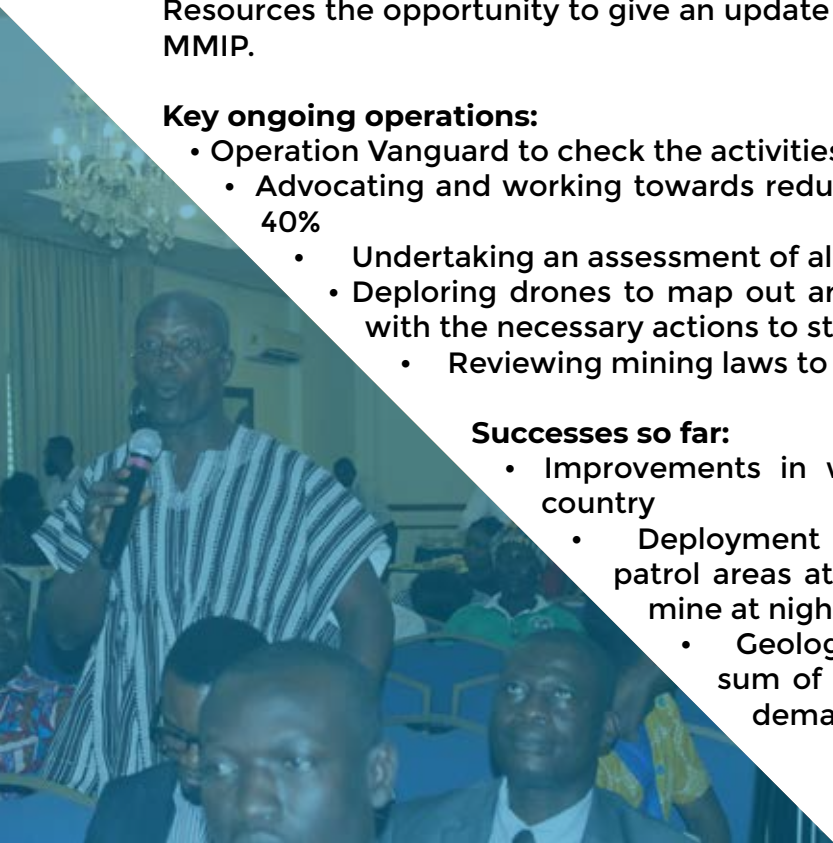 Resources the opportunity to give an update
MMIP.
Key ongoing operations:
• Operation Vanguard to check the activities
• Advocating and working towards redu
40%
• Undertaking an assessment of al
• Deploring drones to map out ar
with the necessary actions to st
• Reviewing mining laws to
Successes so far:
• Improvements in w
country
• Deployment
patrol areas at
mine at nigh
• Geolog
sum of
dema